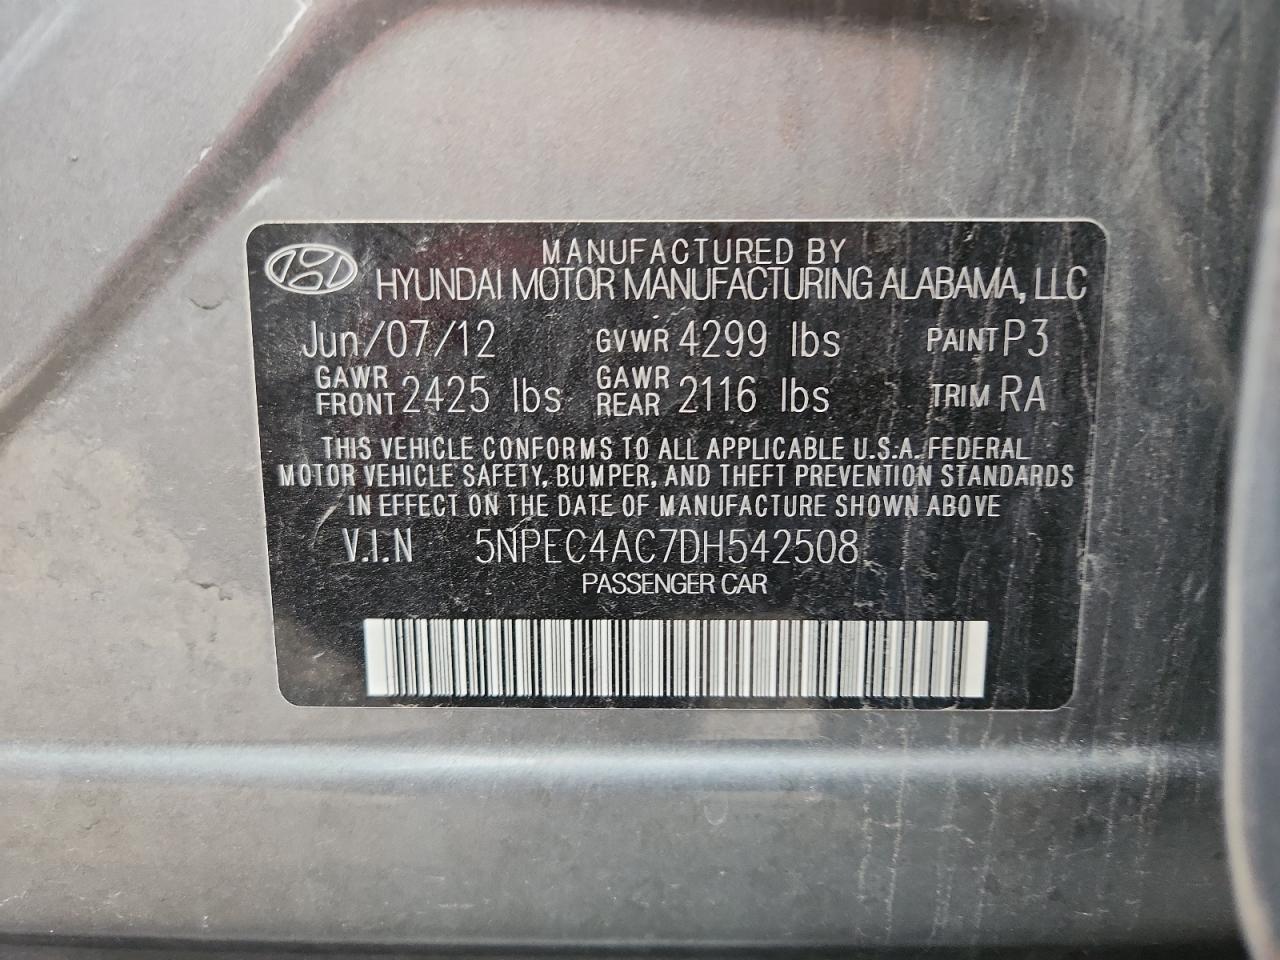 MANUFACTURED BY
HYUNDAI MOTOR MANUFACTURING ALABAMA, LLC
Jun/07/12 GVWR 4299 lbs PAINT P3
GAWR FRONT 2425 lbs GAWR REAR 2116 lbs TRIM RA
THIS VEHICLE CONFORMS TO ALL APPLICABLE U.S.A. FEDERAL
MOTOR VEHICLE SAFETY, BUMPER, AND THEFT PREVENTION STANDARDS
IN EFFECT ON THE DATE OF MANUFACTURE SHOWN ABOVE
V.I.N 5NPEC4AC7DH542508
PASSENGER CAR